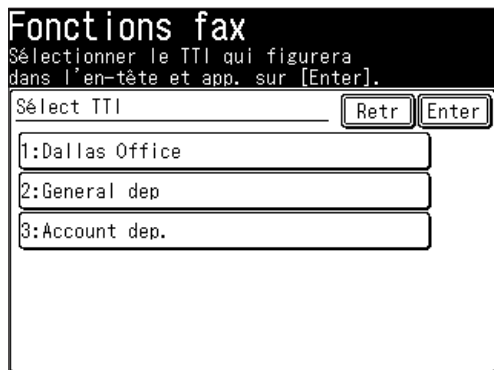 Fonctions fax
Sélectionner le TTI qui figurera
dans l'en-tête et app. sur [Enter].
Sélect TTI
Retr Enter
1:Dallas Office
2:General dep
3:Account dep.